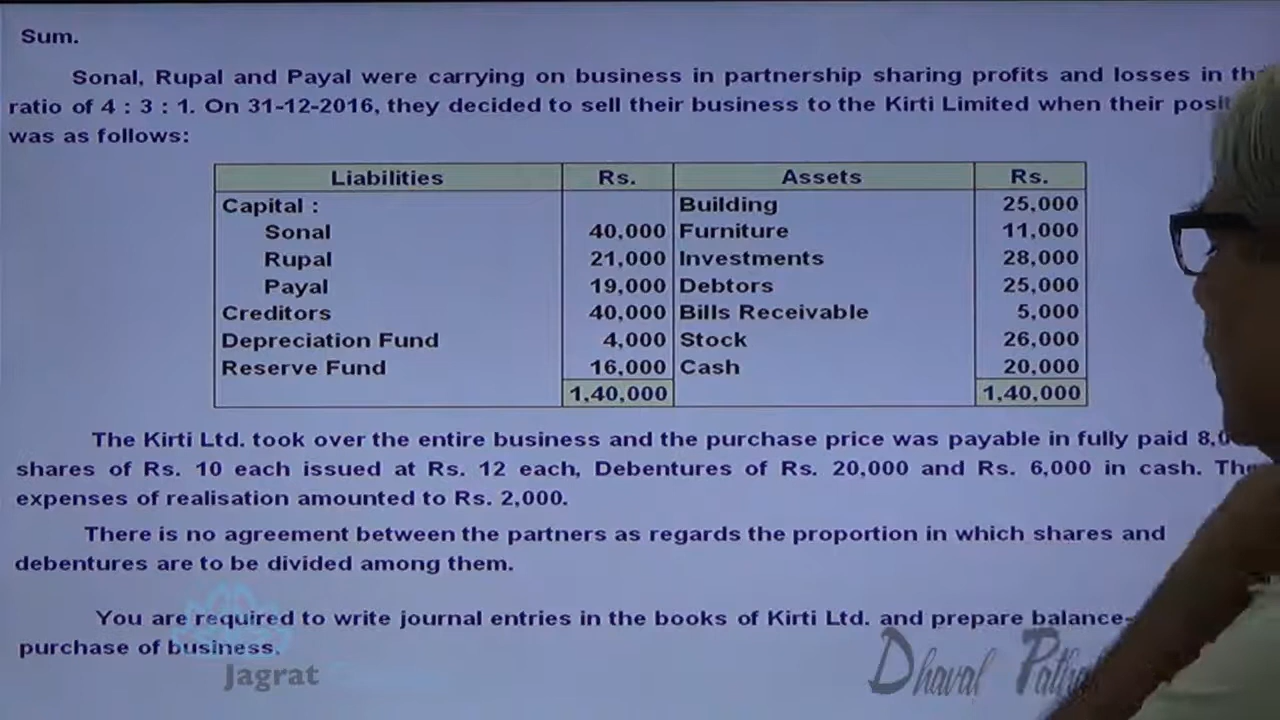 Sum.
Sonal, Rupal and Payal were carrying on business in partnership sharing profits and losses in
ratio of 4 : 3 : 1. On 31-12-2016, they decided to sell their business to the Kirti Limited when their
was as follows:
Liabilities Rs. Assets Rs.
Capital : Building 25,000
Sonal 40,000 Furniture 11,000
Rupal 21,000 Investments 28,000
Payal 19,000 Debtors 25,000
Creditors 40,000 Bills Receivable 5,000
Depreciation Fund 4,000 Stock 26,000
Reserve Fund 16,000 Cash 20,000
1,40,000 1,40,000
The Kirti Ltd. took over the entire business and the purchase price was payable in fully paid
shares of Rs. 10 each issued at Rs. 12 each, Debentures of Rs. 20,000 and Rs. 6,000 in cash.
expenses of realisation amounted to Rs. 2,000.
There is no agreement between the partners as regards the proportion in which shares and
debentures are to be divided among them.
You are required to write journal entries in the books of Kirti Ltd. and prepare balance-
purchase of business.
Jagrat
Dhaval